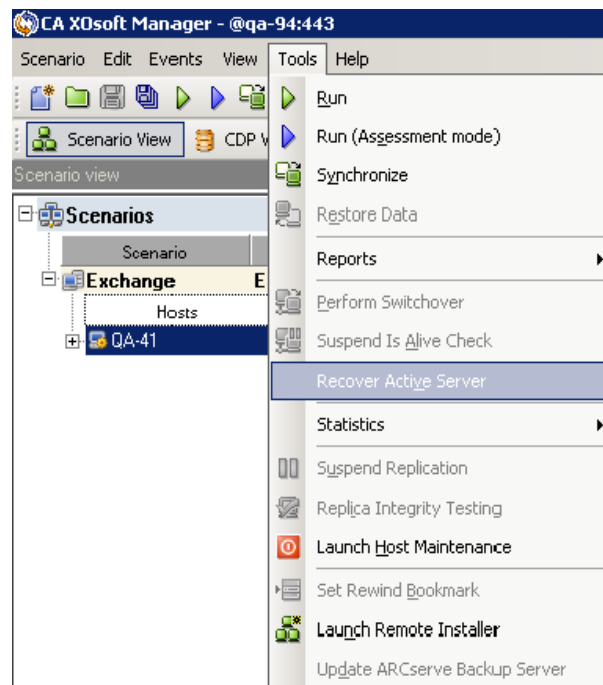 CA XOsoft Manager - @qa-94:443
Scenario Edit Events View Tools Help
Scenario View CDP V
Scenario view
Scenarios
Scenario
Exchange E
Hosts
QA-41
Run
Run (Assessment mode)
Synchronize
Restore Data
Reports
Perform Switchover
Suspend Is Alive Check
Recover Active Server
Statistics
Suspend Replication
Replica Integrity Testing
Launch Host Maintenance
Set Rewind Bookmark
Launch Remote Installer
Update ARCserve Backup Server